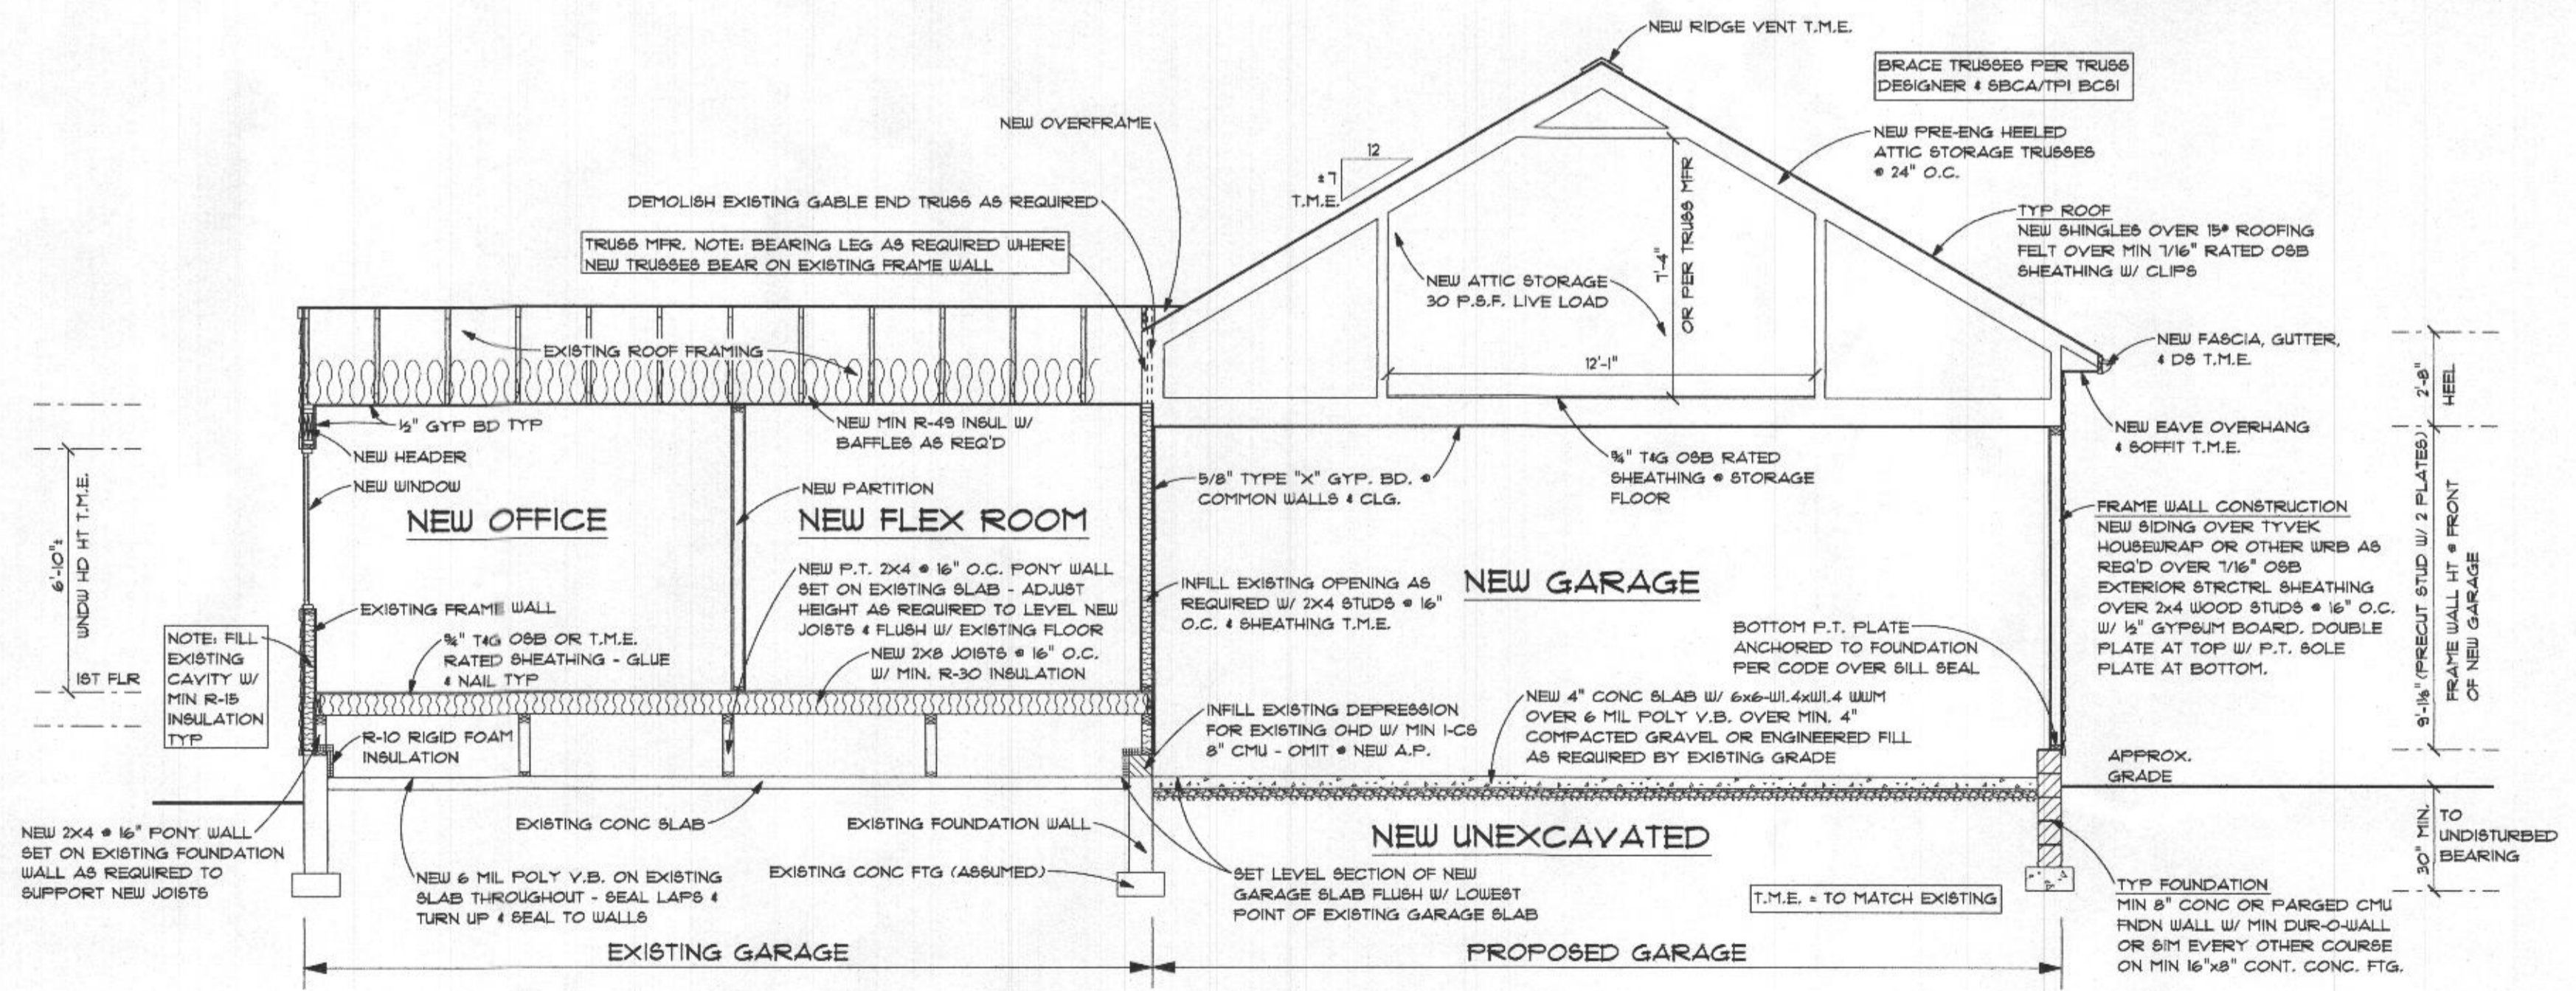 NEW RIDGE VENT T.M.E.
BRACE TRUSSES PER TRUSS
DESIGNER & SBCA/TPI BCSI
NEW OVERFRAME
NEW PRE-ENG HEELED
ATTIC STORAGE TRUSSES
@ 24" O.C.
12
±7
T.M.E.
DEMOLISH EXISTING GABLE END TRUSS AS REQUIRED
TRUSS MFR. NOTE: BEARING LEG AS REQUIRED WHERE
NEW TRUSSES BEAR ON EXISTING FRAME WALL
7'-4"
OR PER TRUSS MFR
TYP ROOF
NEW SHINGLES OVER 15# ROOFING
FELT OVER MIN 7/16" RATED OSB
SHEATHING W/ CLIPS
NEW ATTIC STORAGE
30 P.S.F. LIVE LOAD
EXISTING ROOF FRAMING
12'-1"
NEW FASCIA, GUTTER,
& DS T.M.E.
2'-8"
HEEL
½" GYP BD TYP
NEW HEADER
NEW WINDOW
NEW MIN R-49 INSUL W/
BAFFLES AS REQ'D
NEW EAVE OVERHANG
& SOFFIT T.M.E.
5/8" TYPE "X" GYP. BD. @
COMMON WALLS & CLG.
¾" T&G OSB RATED
SHEATHING @ STORAGE
FLOOR
NEW PARTITION
NEW OFFICE
NEW FLEX ROOM
6'-10"±
WNDW HD HT T.M.E.
1ST FLR
9'-1⅛" (PRECUT STUD W/ 2 PLATES)
FRAME WALL HT @ FRONT
OF NEW GARAGE
FRAME WALL CONSTRUCTION
NEW SIDING OVER TYVEK
HOUSEWRAP OR OTHER WRB AS
REQ'D OVER 7/16" OSB
EXTERIOR STRCTRL SHEATHING
OVER 2x4 WOOD STUDS @ 16" O.C.
W/ ½" GYPSUM BOARD. DOUBLE
PLATE AT TOP W/ P.T. SOLE
PLATE AT BOTTOM.
NEW P.T. 2X4 @ 16" O.C. PONY WALL
SET ON EXISTING SLAB - ADJUST
HEIGHT AS REQUIRED TO LEVEL NEW
JOISTS & FLUSH W/ EXISTING FLOOR
INFILL EXISTING OPENING AS
REQUIRED W/ 2X4 STUDS @ 16"
O.C. & SHEATHING T.M.E.
NEW GARAGE
EXISTING FRAME WALL
NOTE: FILL
EXISTING
CAVITY W/
MIN R-15
INSULATION
TYP
¾" T&G OSB OR T.M.E.
RATED SHEATHING - GLUE
& NAIL TYP
NEW 2X8 JOISTS @ 16" O.C.
W/ MIN. R-30 INSULATION
BOTTOM P.T. PLATE
ANCHORED TO FOUNDATION
PER CODE OVER SILL SEAL
R-10 RIGID FOAM
INSULATION
INFILL EXISTING DEPRESSION
FOR EXISTING OHD W/ MIN 1-CS
8" CMU - OMIT @ NEW A.P.
NEW 4" CONC SLAB W/ 6x6-W1.4xW1.4 WWM
OVER 6 MIL POLY V.B. OVER MIN. 4"
COMPACTED GRAVEL OR ENGINEERED FILL
AS REQUIRED BY EXISTING GRADE
APPROX.
GRADE
NEW 2X4 @ 16" PONY WALL
SET ON EXISTING FOUNDATION
WALL AS REQUIRED TO
SUPPORT NEW JOISTS
EXISTING CONC SLAB
EXISTING FOUNDATION WALL
NEW UNEXCAVATED
30" MIN.
TO
UNDISTURBED
BEARING
NEW 6 MIL POLY V.B. ON EXISTING
SLAB THROUGHOUT - SEAL LAPS &
TURN UP & SEAL TO WALLS
EXISTING CONC FTG (ASSUMED)
SET LEVEL SECTION OF NEW
GARAGE SLAB FLUSH W/ LOWEST
POINT OF EXISTING GARAGE SLAB
T.M.E. = TO MATCH EXISTING
TYP FOUNDATION
MIN 8" CONC OR PARGED CMU
FNDN WALL W/ MIN DUR-O-WALL
OR SIM EVERY OTHER COURSE
ON MIN 16"x8" CONT. CONC. FTG.
EXISTING GARAGE
PROPOSED GARAGE